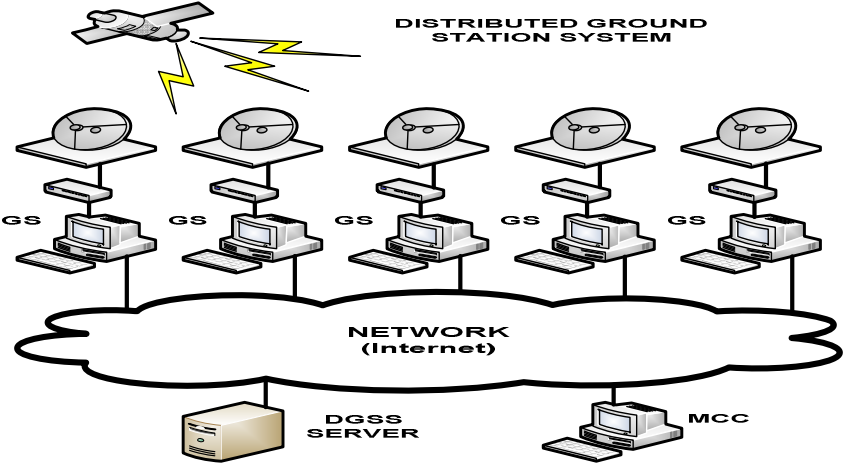 DISTRIBUTED GROUND
STATION SYSTEM
GS
GS
GS
GS
GS
NETWORK
(Internet)
DGSS
SERVER
MCC